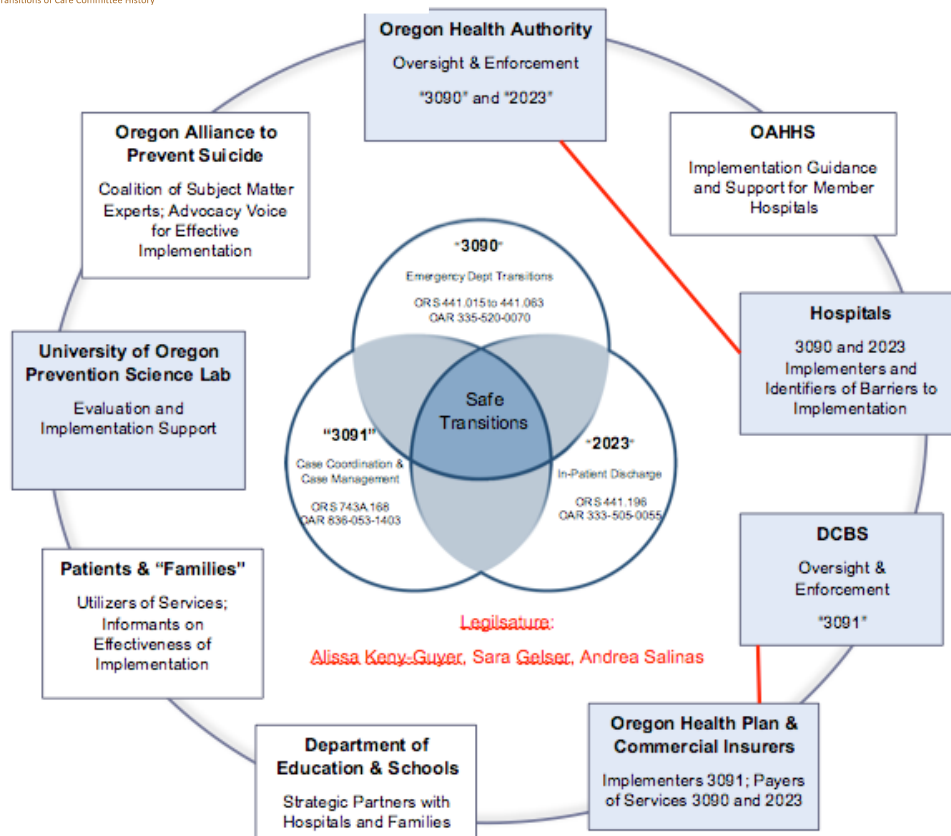 Transitions of Care Committee History
Oregon Health Authority
Oversight & Enforcement
"3090" and "2023"
Oregon Alliance to
Prevent Suicide
Coalition of Subject Matter
Experts; Advocacy Voice
for Effective
Implementation
OAHHS
Implementation Guidance
and Support for Member
Hospitals
"3090"
Emergency Dept Transitions
ORS 441.015 to 441.063
OAR 335-520-0070
Hospitals
3090 and 2023
Implementers and
Identifiers of Barriers to
Implementation
University of Oregon
Prevention Science Lab
Evaluation and
Implementation Support
Safe
Transitions
"3091"
Case Coordination &
Case Management
ORS 743A.168
OAR 836-053-1403
"2023"
In-Patient Discharge
ORS 441.196
OAR 333-505-0055
DCBS
Oversight &
Enforcement
"3091"
Patients & "Families"
Utilizers of Services;
Informants on
Effectiveness of
Implementation
Legilsature:
Alissa Keny-Guyer, Sara Gelser, Andrea Salinas
Oregon Health Plan &
Commercial Insurers
Implementers 3091; Payers
of Services 3090 and 2023
Department of
Education & Schools
Strategic Partners with
Hospitals and Families